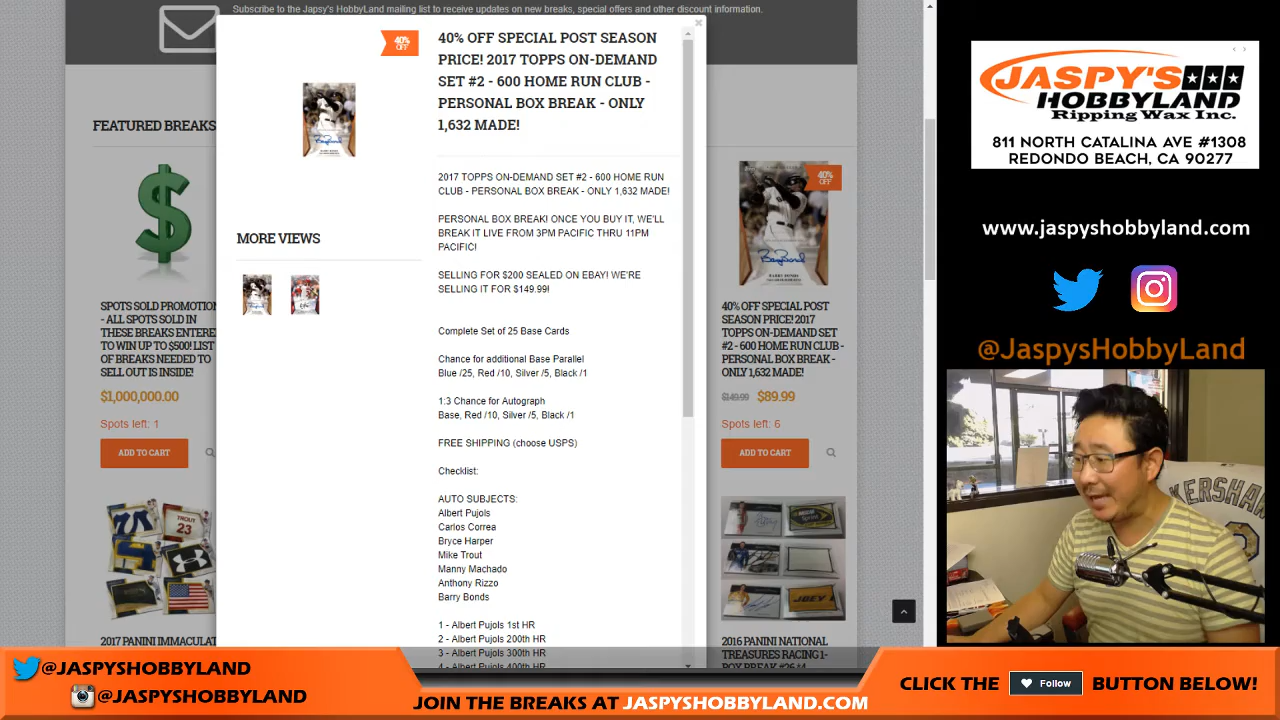 Subscribe to the Japsy's HobbyLand mailing list to receive updates on new breaks, special offers and other discount information.
40%
OFF
40% OFF SPECIAL POST SEASON
PRICE! 2017 TOPPS ON-DEMAND
SET #2 - 600 HOME RUN CLUB -
PERSONAL BOX BREAK - ONLY
1,632 MADE!
2017 TOPPS ON-DEMAND SET #2 - 600 HOME RUN
CLUB - PERSONAL BOX BREAK - ONLY 1,632 MADE!
PERSONAL BOX BREAK! ONCE YOU BUY IT, WE'LL
BREAK IT LIVE FROM 3PM PACIFIC THRU 11PM
PACIFIC!
SELLING FOR $200 SEALED ON EBAY! WE'RE
SELLING IT FOR $149.99!
Complete Set of 25 Base Cards
Chance for additional Base Parallel
Blue /25, Red /10, Silver /5, Black /1
1:3 Chance for Autograph
Base, Red /10, Silver /5, Black /1
FREE SHIPPING (choose USPS)
Checklist:
AUTO SUBJECTS:
Albert Pujols
Carlos Correa
Bryce Harper
Mike Trout
Manny Machado
Anthony Rizzo
Barry Bonds
1 - Albert Pujols 1st HR
2 - Albert Pujols 200th HR
3 - Albert Pujols 300th HR
4 - Albert Pujols 400th HR
MORE VIEWS
FEATURED BREAKS
SPOTS SOLD PROMOTION
- ALL SPOTS SOLD IN
THESE BREAKS ENTERE
TO WIN UP TO $500! LIST
OF BREAKS NEEDED TO
SELL OUT IS INSIDE!
$1,000,000.00
Spots left: 1
ADD TO CART
TROUT
23
2017 PANINI IMMACULAT
40%
OFF
40% OFF SPECIAL POST
SEASON PRICE! 2017
TOPPS ON-DEMAND SET
#2 - 600 HOME RUN CLUB -
PERSONAL BOX BREAK -
ONLY 1,632 MADE!
$149.99 $89.99
Spots left: 6
ADD TO CART
2016 PANINI NATIONAL
TREASURES RACING 1-
BOX BREAK #26 *4
JASPY'S
HOBBYLAND
Ripping Wax Inc.
811 NORTH CATALINA AVE #1308
REDONDO BEACH, CA 90277
www.jaspyshobbyland.com
@JaspysHobbyLand
KERSHAW
@JASPYSHOBBYLAND
@JASPYSHOBBYLAND
JOIN THE BREAKS AT JASPYSHOBBYLAND.COM
CLICK THE Follow BUTTON BELOW!